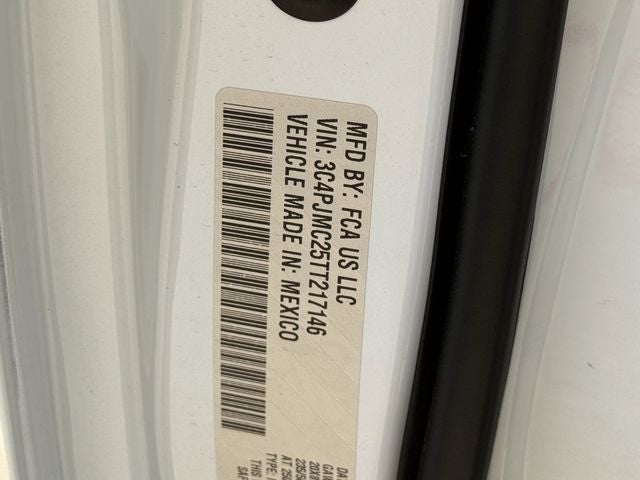 MFD BY: FCA US LLC
VIN: 3C4PJMC25TT217146
VEHICLE MADE IN: MEXICO